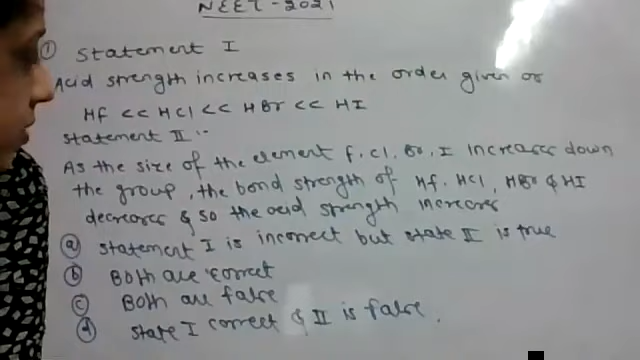 NEET - 2021
① Statement I
Acid strength increases in the order given as
HF << HCl << HBr << HI
Statement II :-
As the size of the element F, Cl, Br, I increases down
the group, the bond strength of HF, HCl, HBr & HI
decreases & so the acid strength increases
ⓐ Statement I is incorrect but state II is true
ⓑ Both are correct
ⓒ Both are false
ⓓ State I correct & II is false.